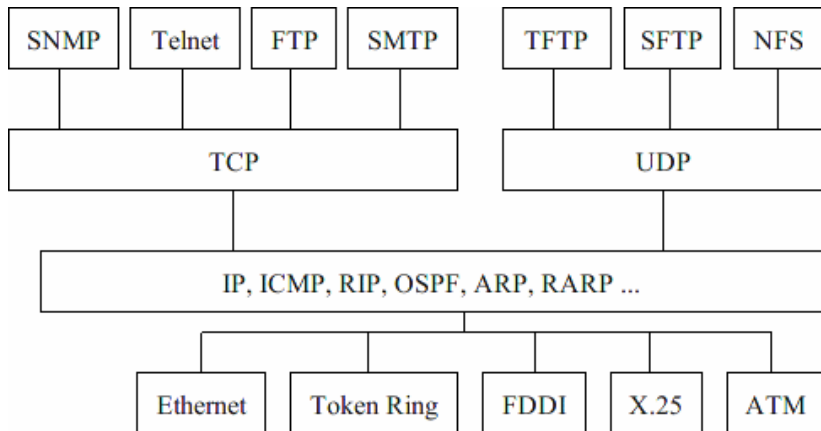 SNMP Telnet FTP SMTP TFTP SFTP NFS
TCP UDP
IP, ICMP, RIP, OSPF, ARP, RARP ...
Ethernet Token Ring FDDI X.25 ATM